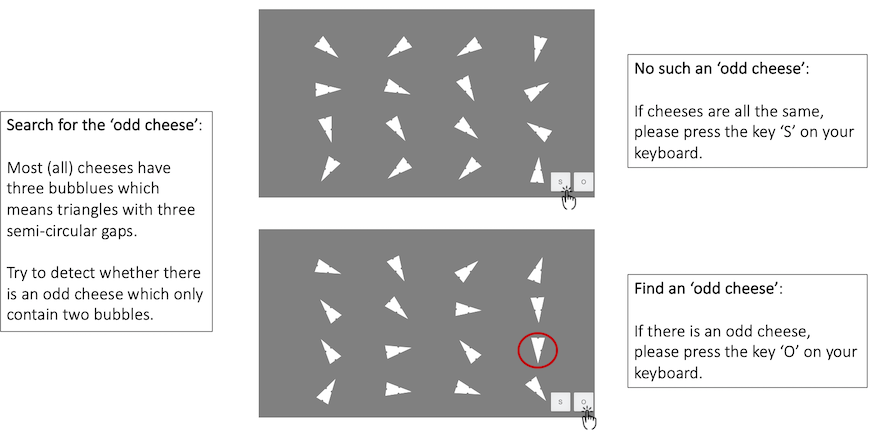 Search for the ‘odd cheese’:
Most (all) cheeses have
three bubblues which
means triangles with three
semi-circular gaps.
Try to detect whether there
is an odd cheese which only
contain two bubbles.
S O
No such an ‘odd cheese’:
If cheeses are all the same,
please press the key ‘S’ on your
keyboard.
S O
Find an ‘odd cheese’:
If there is an odd cheese,
please press the key ‘O’ on your
keyboard.